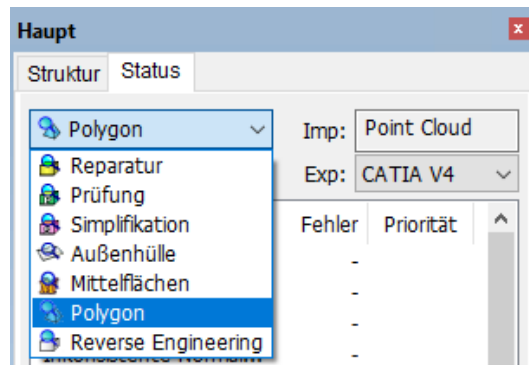 Haupt
Struktur Status
Polygon Imp: Point Cloud
Reparatur Exp: CATIA V4
Prüfung
Simplifikation Fehler Priorität
Außenhülle -
Mittelflächen -
Polygon -
Reverse Engineering -